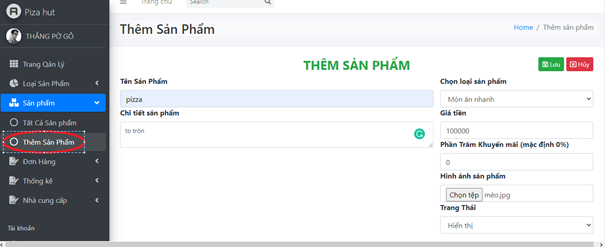 Piza hut
THẮNG PỜ GÔ
Trang Qản Lý
Loại Sản Phẩm
Sản phẩm
Tất Cả Sản phẩm
Thêm Sản Phẩm
Đơn Hàng
Thống kê
Nhà cung cấp
Tài khoản
Trang chủ
Search
Thêm Sản Phẩm
Home / Thêm sản phẩm
THÊM SẢN PHẨM
Lưu
Hủy
Tên Sản Phẩm
pizza
Chi tiết sản phẩm
to tròn
Chọn loại sản phẩm
Món ăn nhanh
Giá tiền
100000
Phần Trăm Khuyến mãi (mặc định 0%)
0
Hình ảnh sản phẩm
Chọn tệp mèo.jpg
Trang Thái
Hiển thị